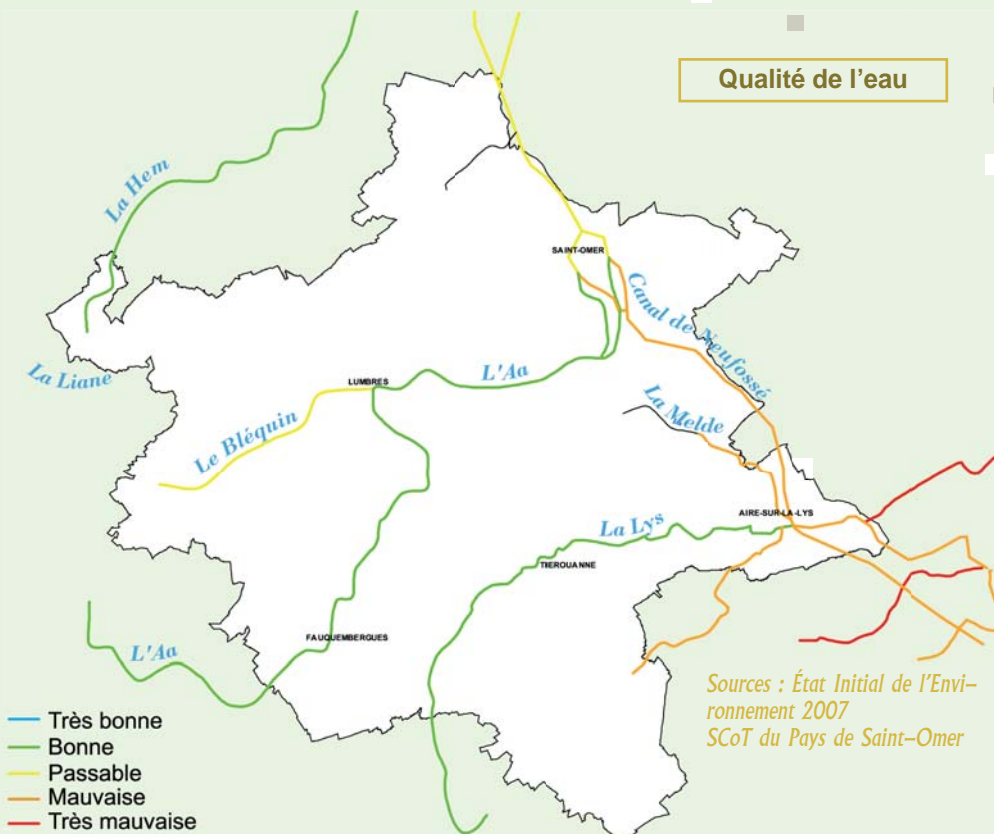 Qualité de l'eau
La Hem
SAINT-OMER
Canal de Neufossé
La Liane
LUMBRES
L'Aa
La Melde
Le Bléquin
AIRE-SUR-LA-LYS
La Lys
TIEROUANNE
FAUQUEMBERGUES
L'Aa
Sources : État Initial de l'Envi-
ronnement 2007
SCoT du Pays de Saint-Omer
Très bonne
Bonne
Passable
Mauvaise
Très mauvaise